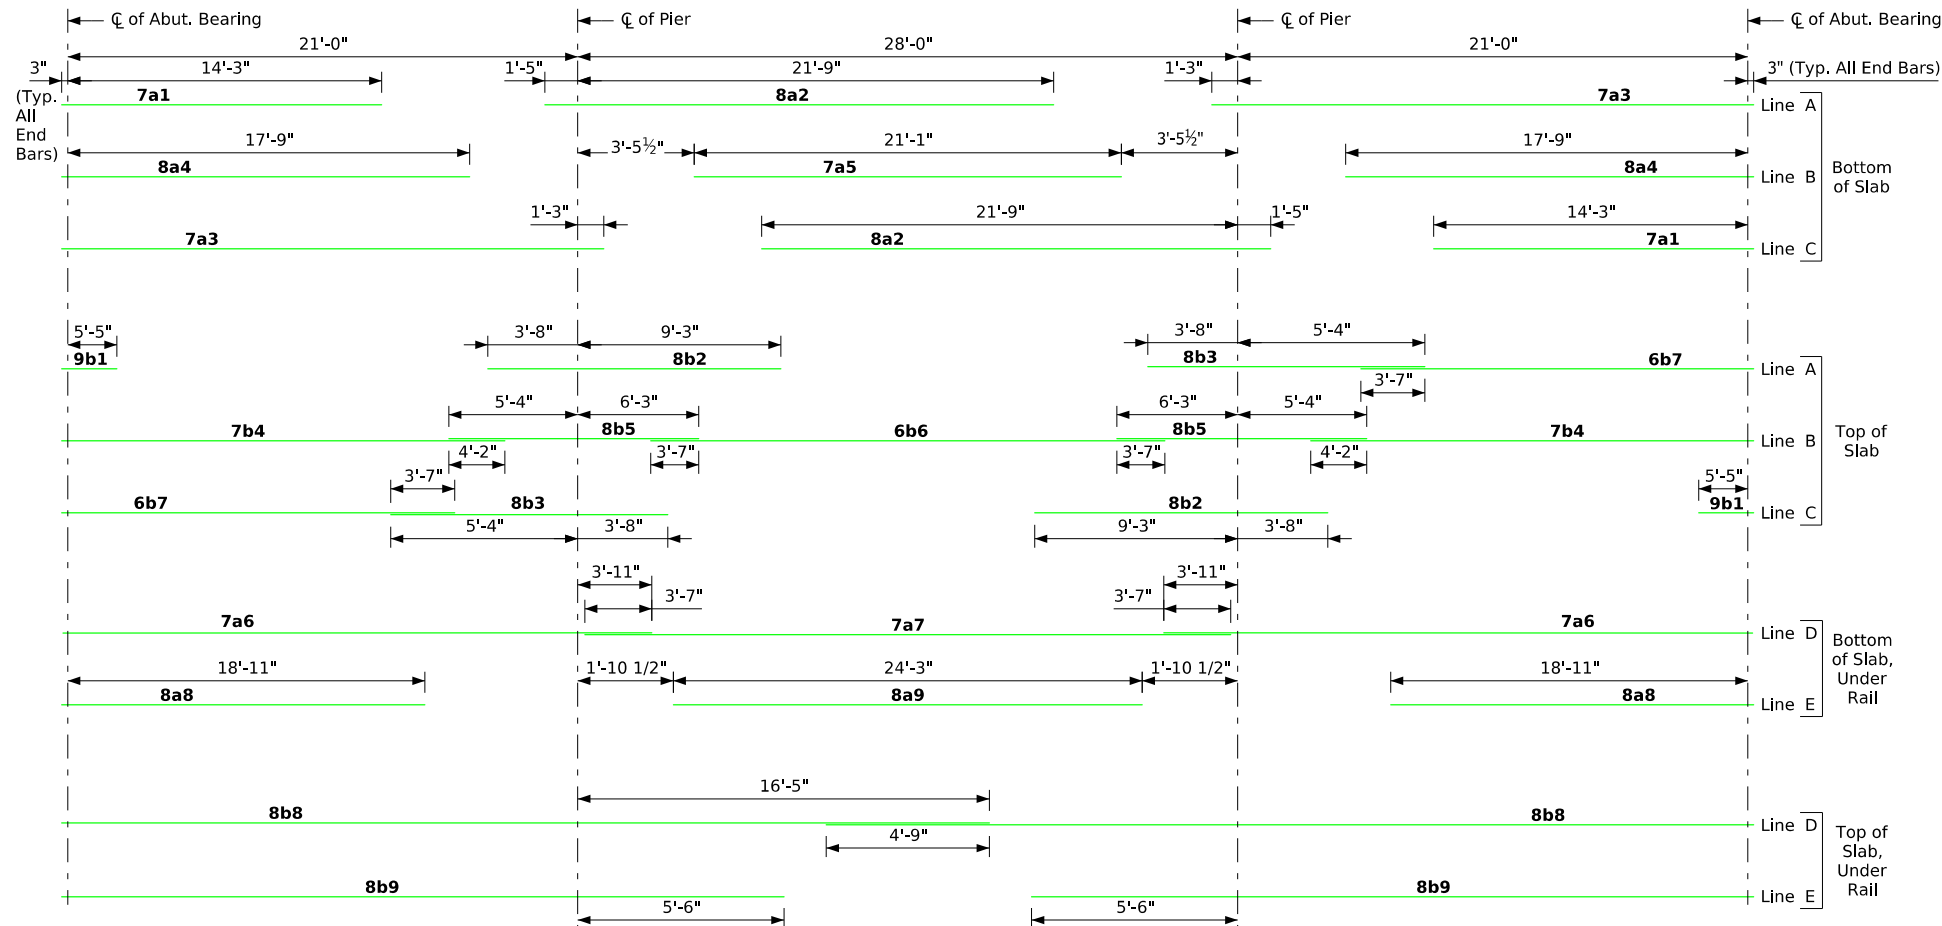 ℄ of Abut. Bearing
℄ of Pier
℄ of Pier
℄ of Abut. Bearing
21'-0"
28'-0"
21'-0"
3"
14'-3"
1'-5"
21'-9"
1'-3"
3" (Typ. All End Bars)
(Typ.
All
End
Bars)
7a1
8a2
7a3
Line A
17'-9"
3'-5½"
21'-1"
3'-5½"
17'-9"
8a4
7a5
8a4
Line B
Bottom
of Slab
1'-3"
21'-9"
1'-5"
14'-3"
7a3
8a2
7a1
Line C
5'-5"
3'-8"
9'-3"
3'-8"
5'-4"
9b1
8b2
8b3
6b7
Line A
3'-7"
5'-4"
6'-3"
6'-3"
5'-4"
7b4
8b5
6b6
8b5
7b4
Line B
Top of
Slab
4'-2"
3'-7"
3'-7"
4'-2"
3'-7"
5'-5"
6b7
8b3
8b2
9b1
Line C
5'-4"
3'-8"
9'-3"
3'-8"
3'-11"
3'-11"
3'-7"
3'-7"
7a6
7a7
7a6
Line D
Bottom
of Slab,
Under
Rail
18'-11"
1'-10 1/2"
24'-3"
1'-10 1/2"
18'-11"
8a8
8a9
8a8
Line E
16'-5"
8b8
8b8
Line D
4'-9"
Top of
Slab,
Under
Rail
8b9
8b9
Line E
5'-6"
5'-6"